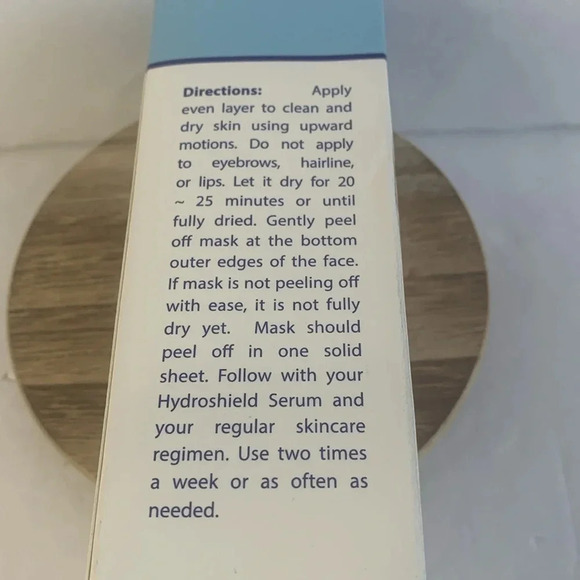 Directions: Apply
even layer to clean and
dry skin using upward
motions. Do not apply
to eyebrows, hairline,
or lips. Let it dry for 20
~ 25 minutes or until
fully dried. Gently peel
off mask at the bottom
outer edges of the face.
If mask is not peeling off
with ease, it is not fully
dry yet. Mask should
peel off in one solid
sheet. Follow with your
Hydroshield Serum and
your regular skincare
regimen. Use two times
a week or as often as
needed.